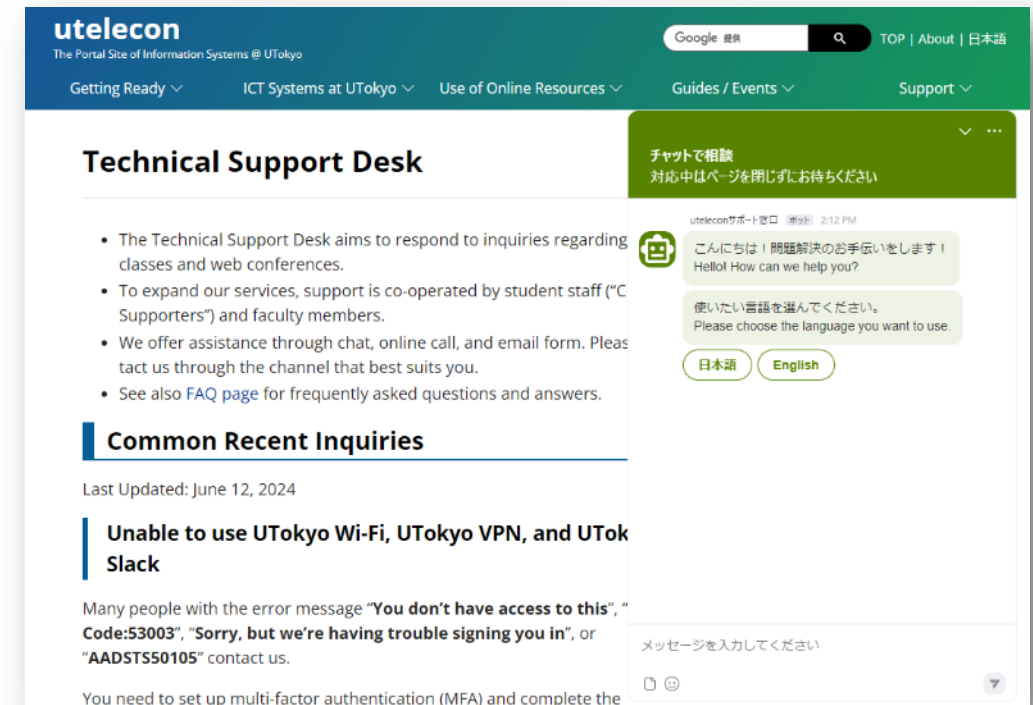 utelecon
The Portal Site of Information Systems @ UTokyo
Google 提供
TOP | About | 日本語
Getting Ready
ICT Systems at UTokyo
Use of Online Resources
Guides / Events
Support
Technical Support Desk
The Technical Support Desk aims to respond to inquiries regarding
classes and web conferences.
To expand our services, support is co-operated by student staff (“C
Supporters”) and faculty members.
We offer assistance through chat, online call, and email form. Pleas
tact us through the channel that best suits you.
See also FAQ page for frequently asked questions and answers.
Common Recent Inquiries
Last Updated: June 12, 2024
Unable to use UTokyo Wi-Fi, UTokyo VPN, and UTok
Slack
Many people with the error message “You don’t have access to this”, “
Code:53003”, “Sorry, but we’re having trouble signing you in”, or
“AADSTS50105” contact us.
You need to set up multi-factor authentication (MFA) and complete the
チャットで相談
対応中はページを閉じずにお待ちください
uteleconサポート窓口 ボット 2:12 PM
こんにちは！問題解決のお手伝いをします！
Hello! How can we help you?
使いたい言語を選んでください。
Please choose the language you want to use.
日本語
English
メッセージを入力してください